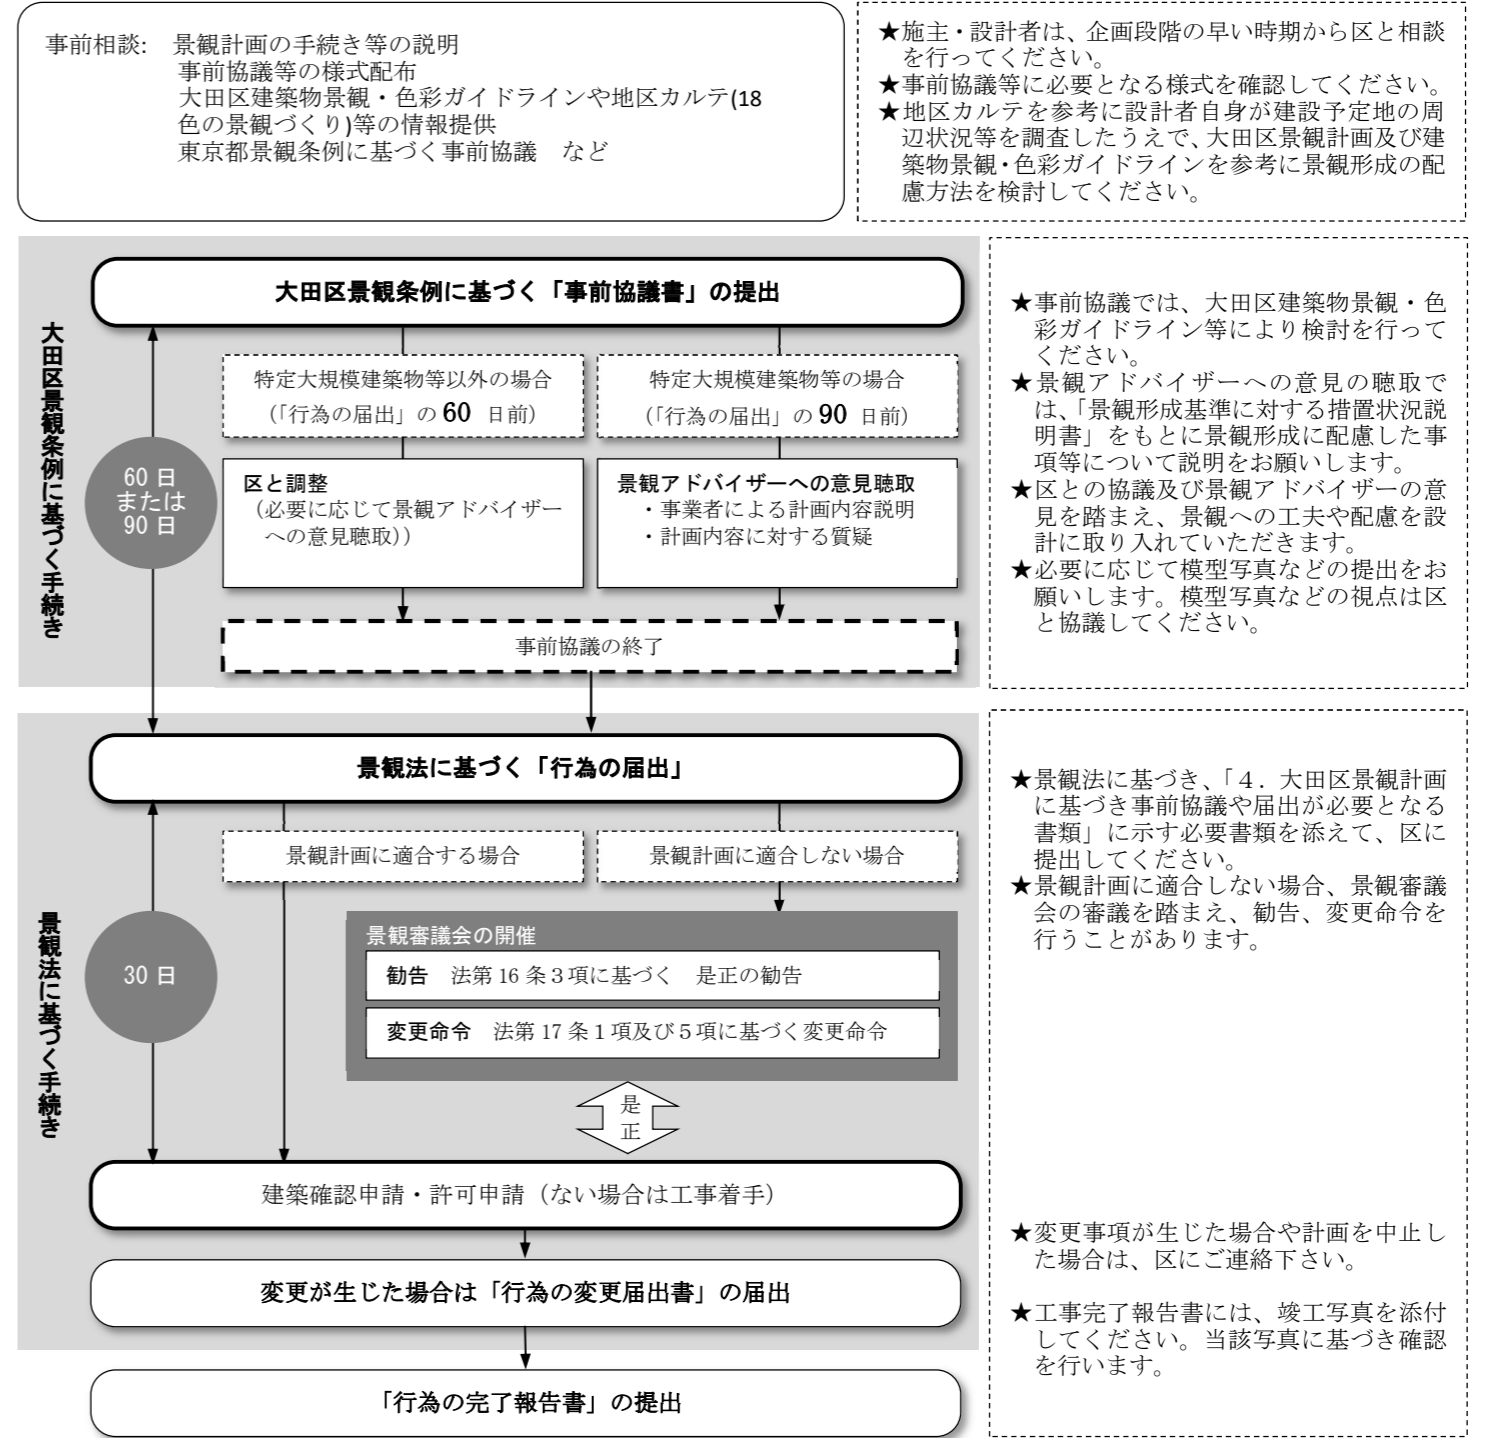 事前相談:　景観計画の手続き等の説明
事前協議等の様式配布
大田区建築物景観・色彩ガイドラインや地区カルテ(18
色の景観づくり)等の情報提供
東京都景観条例に基づく事前協議　など
★施主・設計者は、企画段階の早い時期から区と相談
を行ってください。
★事前協議等に必要となる様式を確認してください。
★地区カルテを参考に設計者自身が建設予定地の周
辺状況等を調査したうえで、大田区景観計画及び建
築物景観・色彩ガイドラインを参考に景観形成の配
慮方法を検討してください。
大田区景観条例に基づく手続き
大田区景観条例に基づく「事前協議書」の提出
60 日
または
90 日
特定大規模建築物等以外の場合
(「行為の届出」の 60 日前)
特定大規模建築物等の場合
(「行為の届出」の 90 日前)
区と調整
(必要に応じて景観アドバイザー
への意見聴取))
景観アドバイザーへの意見聴取
・事業者による計画内容説明
・計画内容に対する質疑
事前協議の終了
★事前協議では、大田区建築物景観・色
彩ガイドライン等により検討を行って
ください。
★景観アドバイザーへの意見の聴取で
は、「景観形成基準に対する措置状況説
明書」をもとに景観形成に配慮した事
項等について説明をお願いします。
★区との協議及び景観アドバイザーの意
見を踏まえ、景観への工夫や配慮を設
計に取り入れていただきます。
★必要に応じて模型写真などの提出をお
願いします。模型写真などの視点は区
と協議してください。
景観法に基づく手続き
景観法に基づく「行為の届出」
30 日
景観計画に適合する場合
景観計画に適合しない場合
景観審議会の開催
勧告　法第 16 条３項に基づく　是正の勧告
変更命令　法第 17 条１項及び５項に基づく変更命令
是
正
建築確認申請・許可申請（ない場合は工事着手）
変更が生じた場合は「行為の変更届出書」の届出
「行為の完了報告書」の提出
★景観法に基づき、「４．大田区景観計画
に基づき事前協議や届出が必要となる
書類」に示す必要書類を添えて、区に
提出してください。
★景観計画に適合しない場合、景観審議
会の審議を踏まえ、勧告、変更命令を
行うことがあります。
★変更事項が生じた場合や計画を中止し
た場合は、区にご連絡下さい。
★工事完了報告書には、竣工写真を添付
してください。当該写真に基づき確認
を行います。